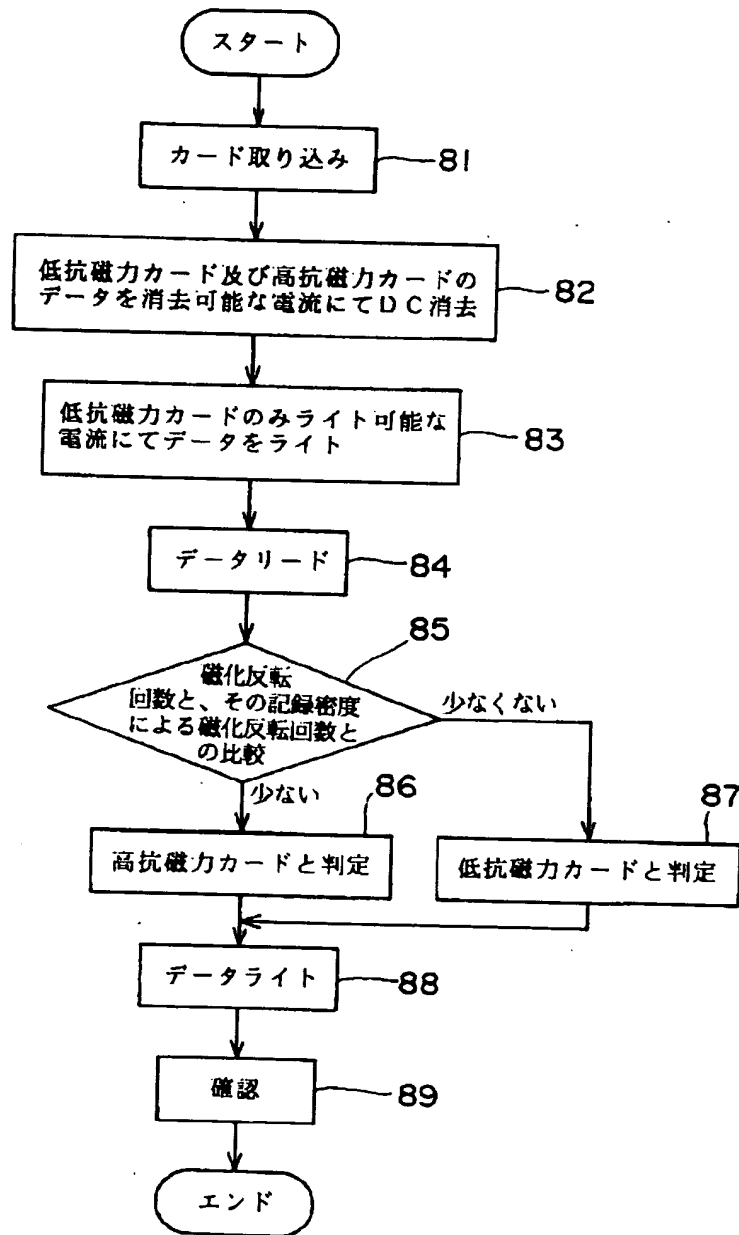 スタート
カード取り込み
81
低抗磁力カード及び高抗磁力カードの
データを消去可能な電流にてDC消去
82
低抗磁力カードのみライト可能な
電流にてデータをライト
83
データリード
84
85
磁化反転
回数と、その記録密度
による磁化反転回数と
の比較
少なくない
少ない
86
高抗磁力カードと判定
87
低抗磁力カードと判定
データライト
88
確認
89
エンド